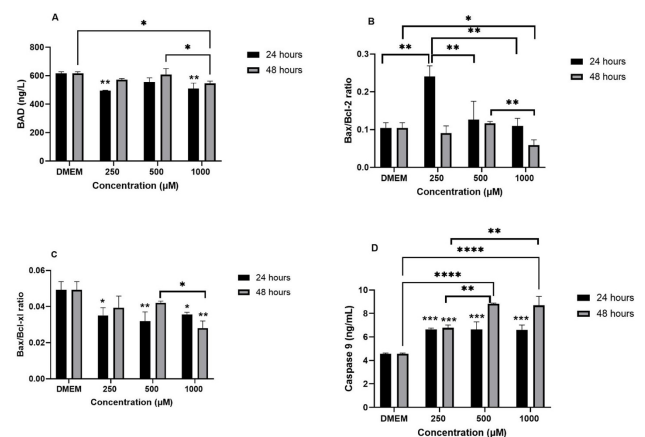 A
*
*
800
600
400
200
0
BAD (ng/L)
**
**
DMEM
250
500
1000
Concentration (µM)
24 hours
48 hours
B
*
**
**
**
**
0.3
0.2
0.1
0.0
Bax/Bcl-2 ratio
DMEM
250
500
1000
Concentration (µM)
24 hours
48 hours
C
*
0.06
0.04
0.02
0.00
Bax/Bcl-xl ratio
*
**
*
**
DMEM
250
500
1000
Concentration (µM)
24 hours
48 hours
D
**
****
****
**
10
8
6
4
2
0
Caspase 9 (ng/mL)
*** ***
***
***
DMEM
250
500
1000
Concentration (µM)
24 hours
48 hours